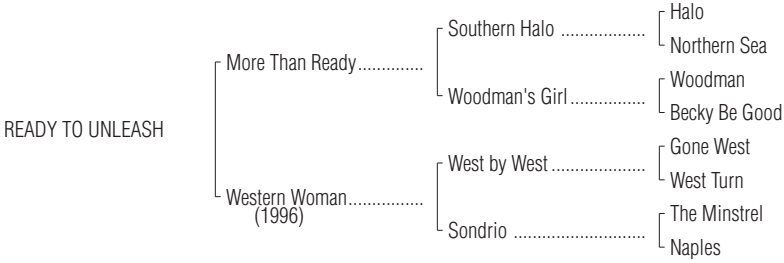 Halo
Southern Halo ...................
Northern Sea
More Than Ready..............
Woodman
Woodman's Girl................
Becky Be Good
READY TO UNLEASH
Gone West
West by West .....................
West Turn
Western Woman................
(1996)
The Minstrel
Sondrio ............................
Naples